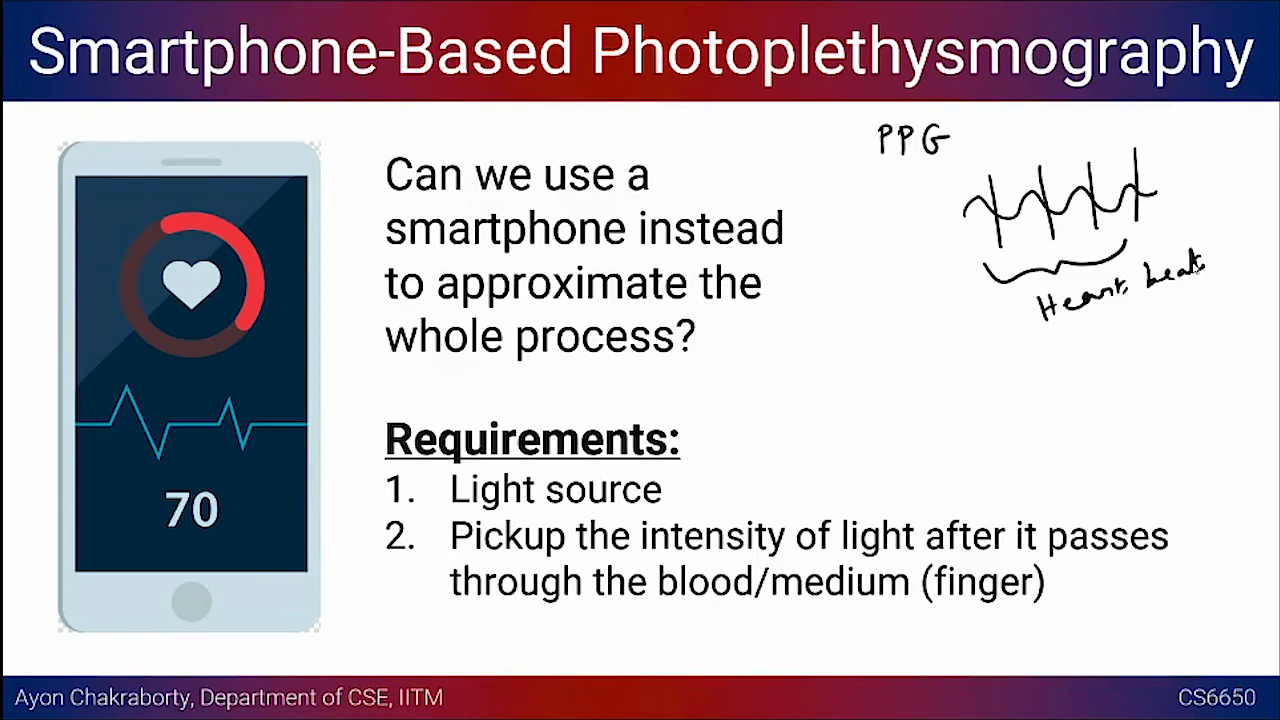 Smartphone-Based Photoplethysmography
PPG
Can we use a
smartphone instead
to approximate the
whole process?
Heart beats
Requirements:
1. Light source
2. Pickup the intensity of light after it passes
through the blood/medium (finger)
70
Ayon Chakraborty, Department of CSE, IITM
CS6650